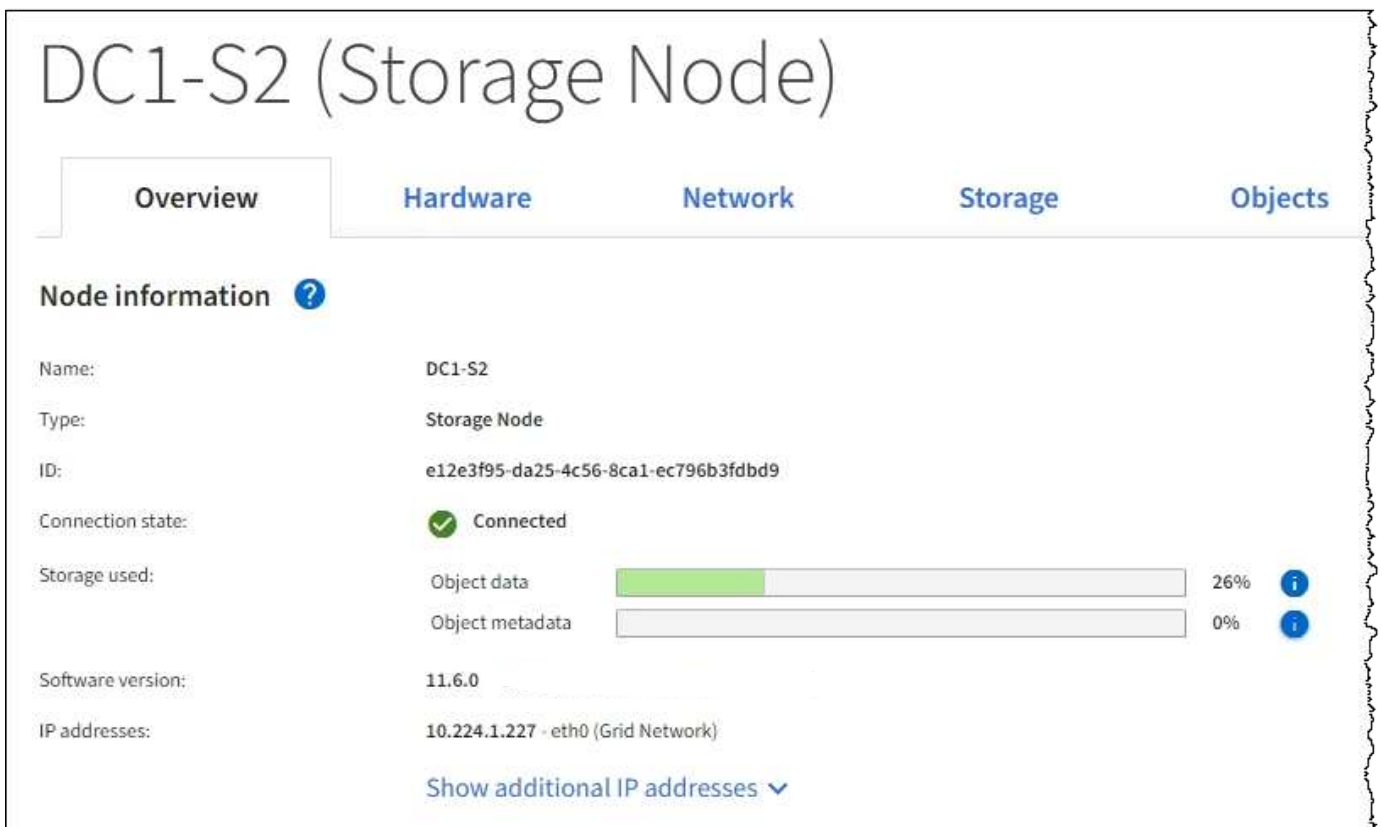 DC1-S2 (Storage Node)
Overview Hardware Network Storage Objects
Node information ?
Name: DC1-S2
Type: Storage Node
ID: e12e3f95-da25-4c56-8ca1-ec796b3fdbd9
Connection state: Connected
Storage used: Object data 26% i
Object metadata 0% i
Software version: 11.6.0
IP addresses: 10.224.1.227 - eth0 (Grid Network)
Show additional IP addresses